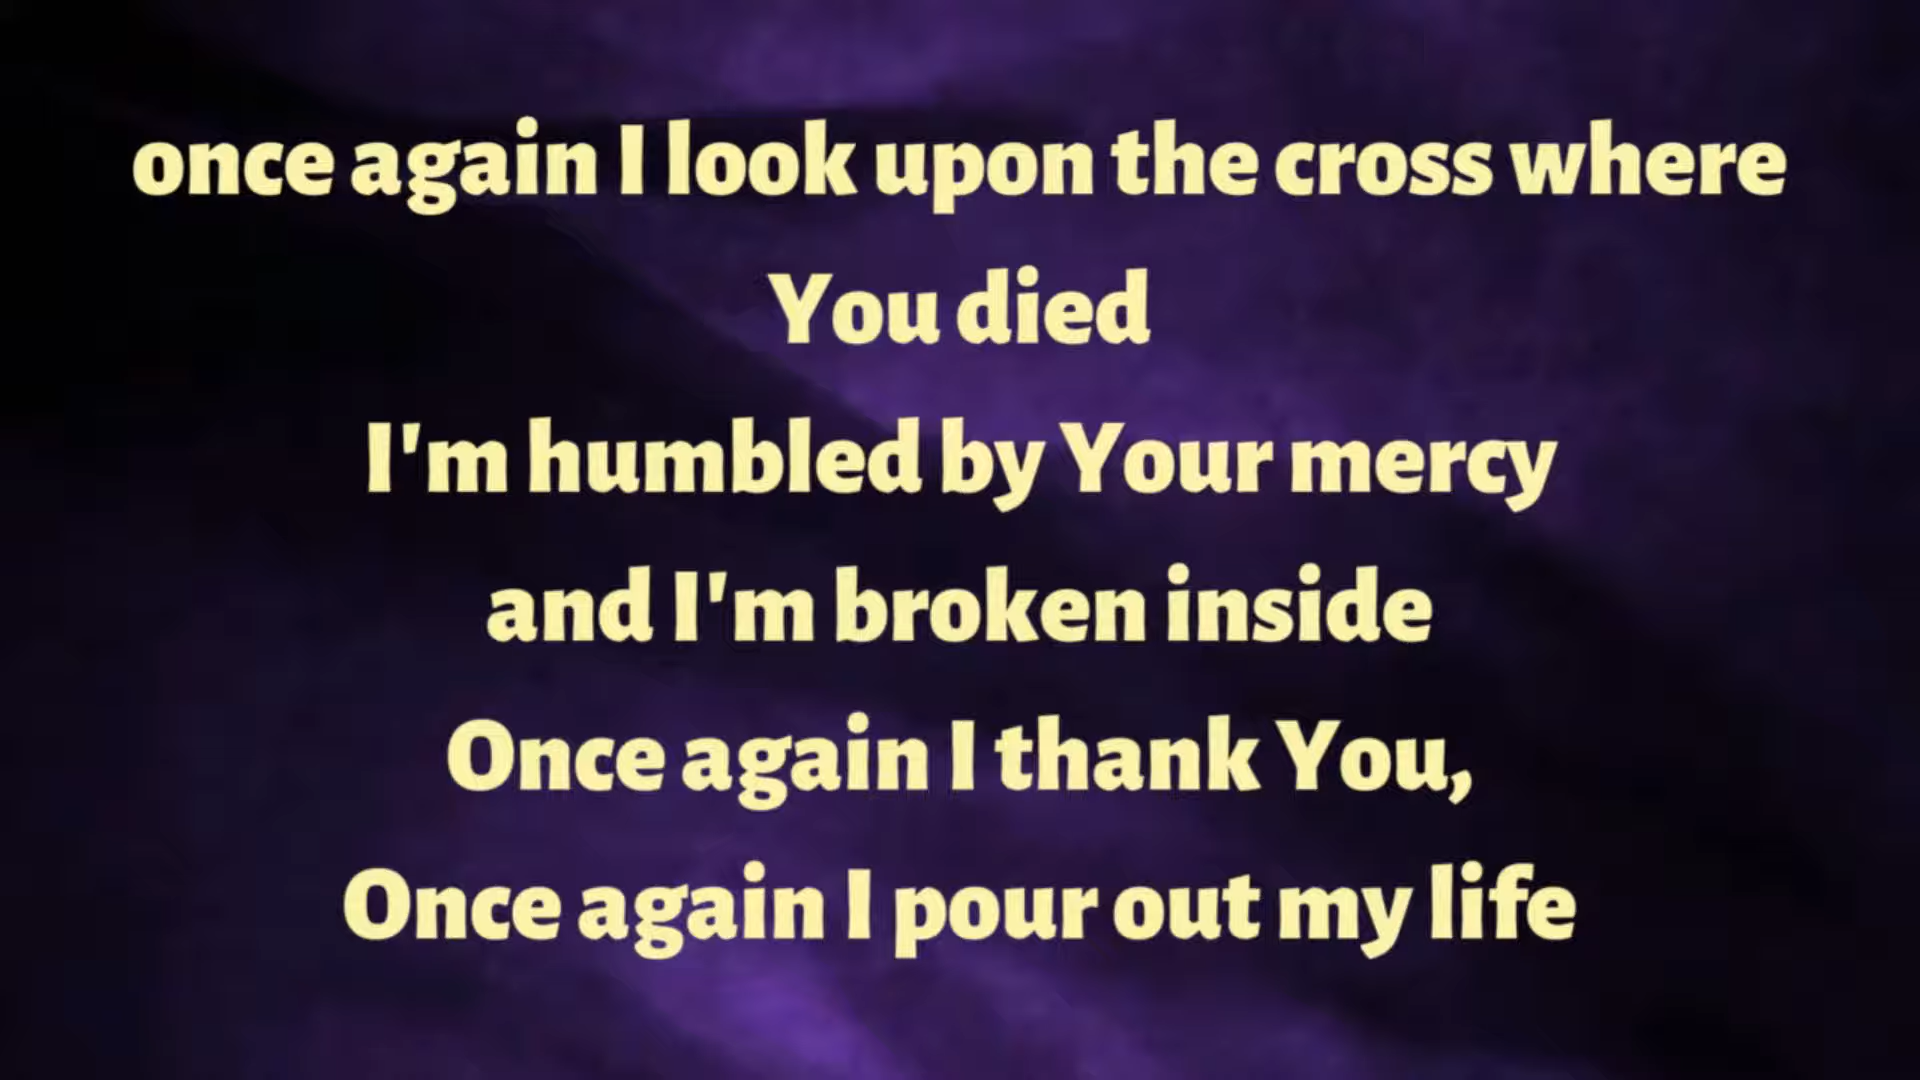 once again I look upon the cross where
You died
I'm humbled by Your mercy
and I'm broken inside
Once again I thank You,
Once again I pour out my life